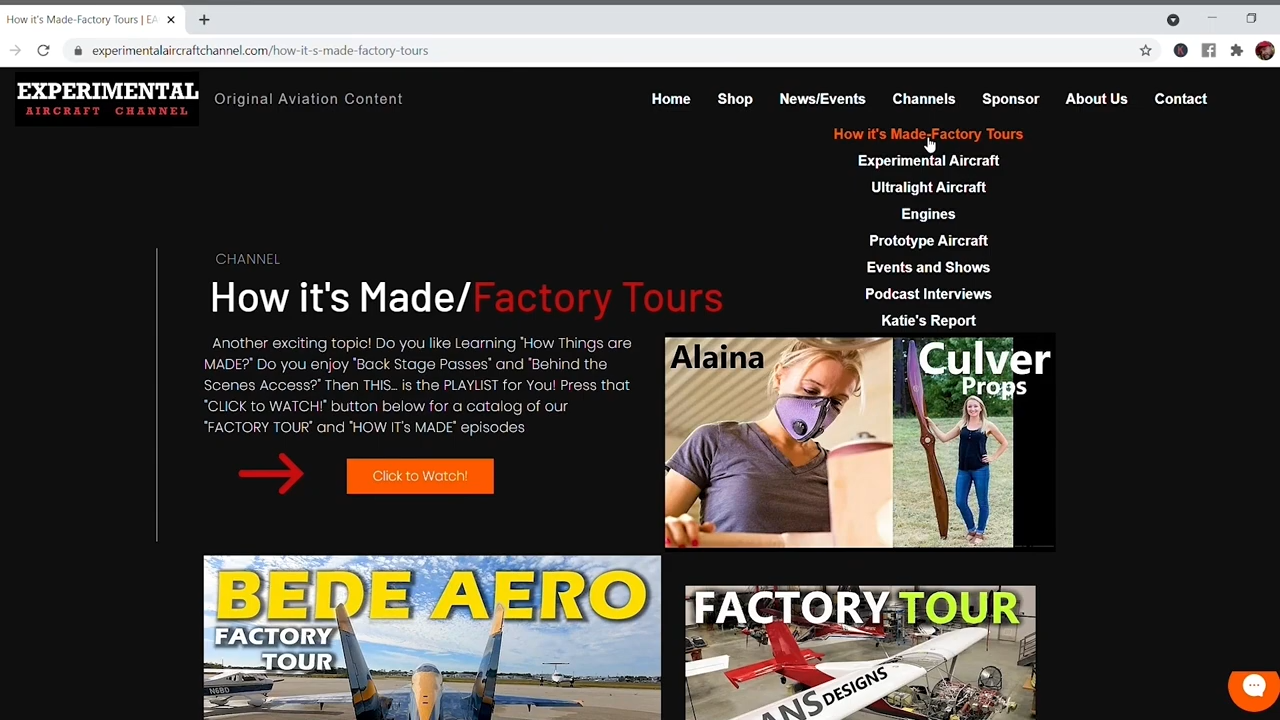 How it's Made-Factory Tours | EA
experimentalaircraftchannel.com/how-it-s-made-factory-tours
EXPERIMENTAL
AIRCRAFT CHANNEL
Original Aviation Content
Home
Shop
News/Events
Channels
Sponsor
About Us
Contact
How it's Made-Factory Tours
Experimental Aircraft
Ultralight Aircraft
Engines
Prototype Aircraft
Events and Shows
Podcast Interviews
Katie's Report
CHANNEL
How it's Made/Factory Tours
Another exciting topic! Do you like Learning "How Things are
MADE?" Do you enjoy "Back Stage Passes" and "Behind the
Scenes Access?" Then THIS... is the PLAYLIST for You! Press that
"CLICK to WATCH!" button below for a catalog of our
"FACTORY TOUR" and "HOW IT's MADE" episodes
Click to Watch!
Alaina
Culver
Props
BEDE AERO
FACTORY
TOUR
N6BD
FACTORY TOUR
ANS DESIGNS